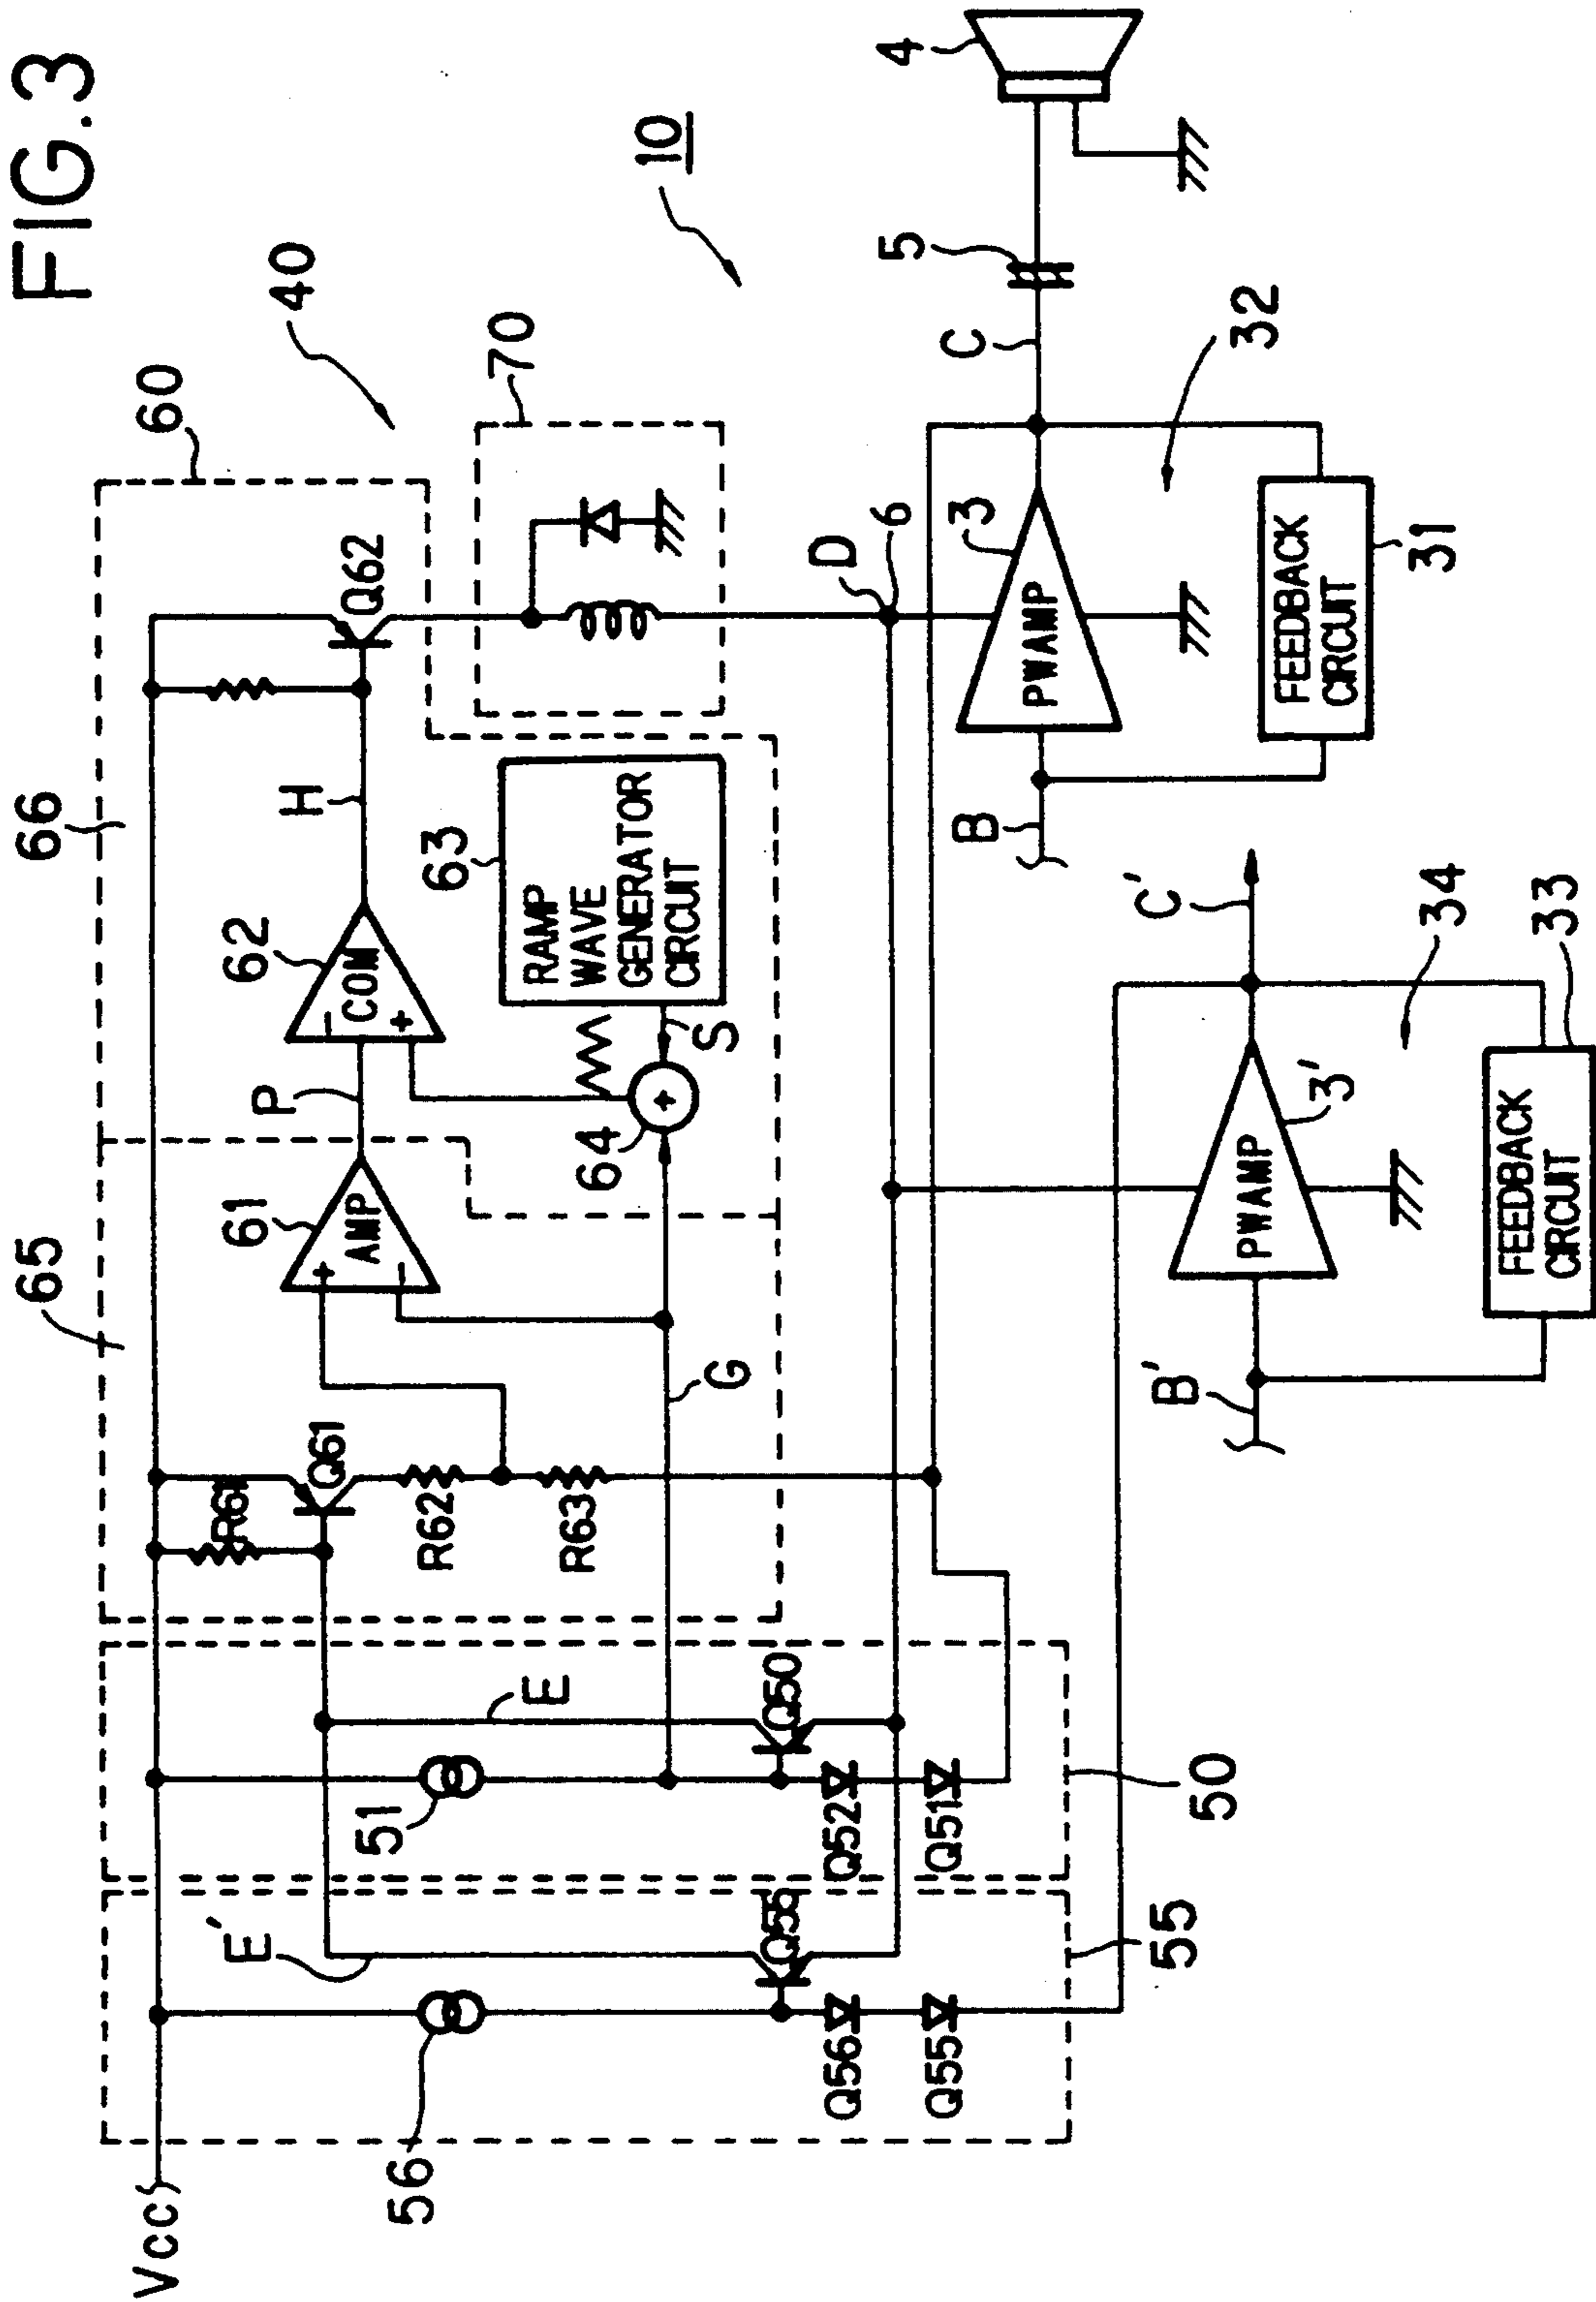 FIG.3
10
40
60
66
65
70
Q62
H
62
COM
-
+
63
RAMP
WAVE
GENERATOR
CIRCUIT
S
64
+
P
61
AMP
+
-
G
Q61
R61
R62
R63
E
Q50
51
Q52
Q51
50
E'
Q58
56
Q56
Q55
55
Vcc
D
6
3
PWAMP
B
C
5
4
32
FEEDBACK
CIRCUIT
31
C'
34
3'
PWAMP
B'
FEEDBACK
CIRCUIT
33